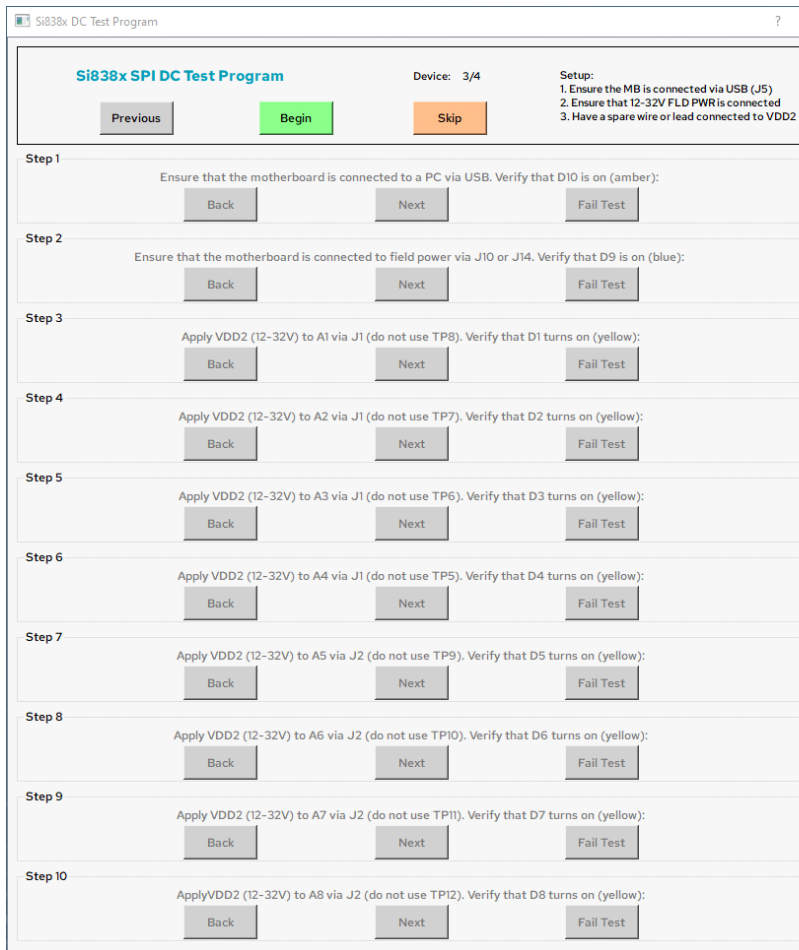 Si838x DC Test Program
?
Si838x SPI DC Test Program
Device: 3/4
Setup:
1. Ensure the MB is connected via USB (J5)
2. Ensure that 12-32V FLD PWR is connected
3. Have a spare wire or lead connected to VDD2
Previous
Begin
Skip
Step 1
Ensure that the motherboard is connected to a PC via USB. Verify that D10 is on (amber):
Back
Next
Fail Test
Step 2
Ensure that the motherboard is connected to field power via J10 or J14. Verify that D9 is on (blue):
Back
Next
Fail Test
Step 3
Apply VDD2 (12-32V) to A1 via J1 (do not use TP8). Verify that D1 turns on (yellow):
Back
Next
Fail Test
Step 4
Apply VDD2 (12-32V) to A2 via J1 (do not use TP7). Verify that D2 turns on (yellow):
Back
Next
Fail Test
Step 5
Apply VDD2 (12-32V) to A3 via J1 (do not use TP6). Verify that D3 turns on (yellow):
Back
Next
Fail Test
Step 6
Apply VDD2 (12-32V) to A4 via J1 (do not use TP5). Verify that D4 turns on (yellow):
Back
Next
Fail Test
Step 7
Apply VDD2 (12-32V) to A5 via J2 (do not use TP9). Verify that D5 turns on (yellow):
Back
Next
Fail Test
Step 8
Apply VDD2 (12-32V) to A6 via J2 (do not use TP10). Verify that D6 turns on (yellow):
Back
Next
Fail Test
Step 9
Apply VDD2 (12-32V) to A7 via J2 (do not use TP11). Verify that D7 turns on (yellow):
Back
Next
Fail Test
Step 10
ApplyVDD2 (12-32V) to A8 via J2 (do not use TP12). Verify that D8 turns on (yellow):
Back
Next
Fail Test